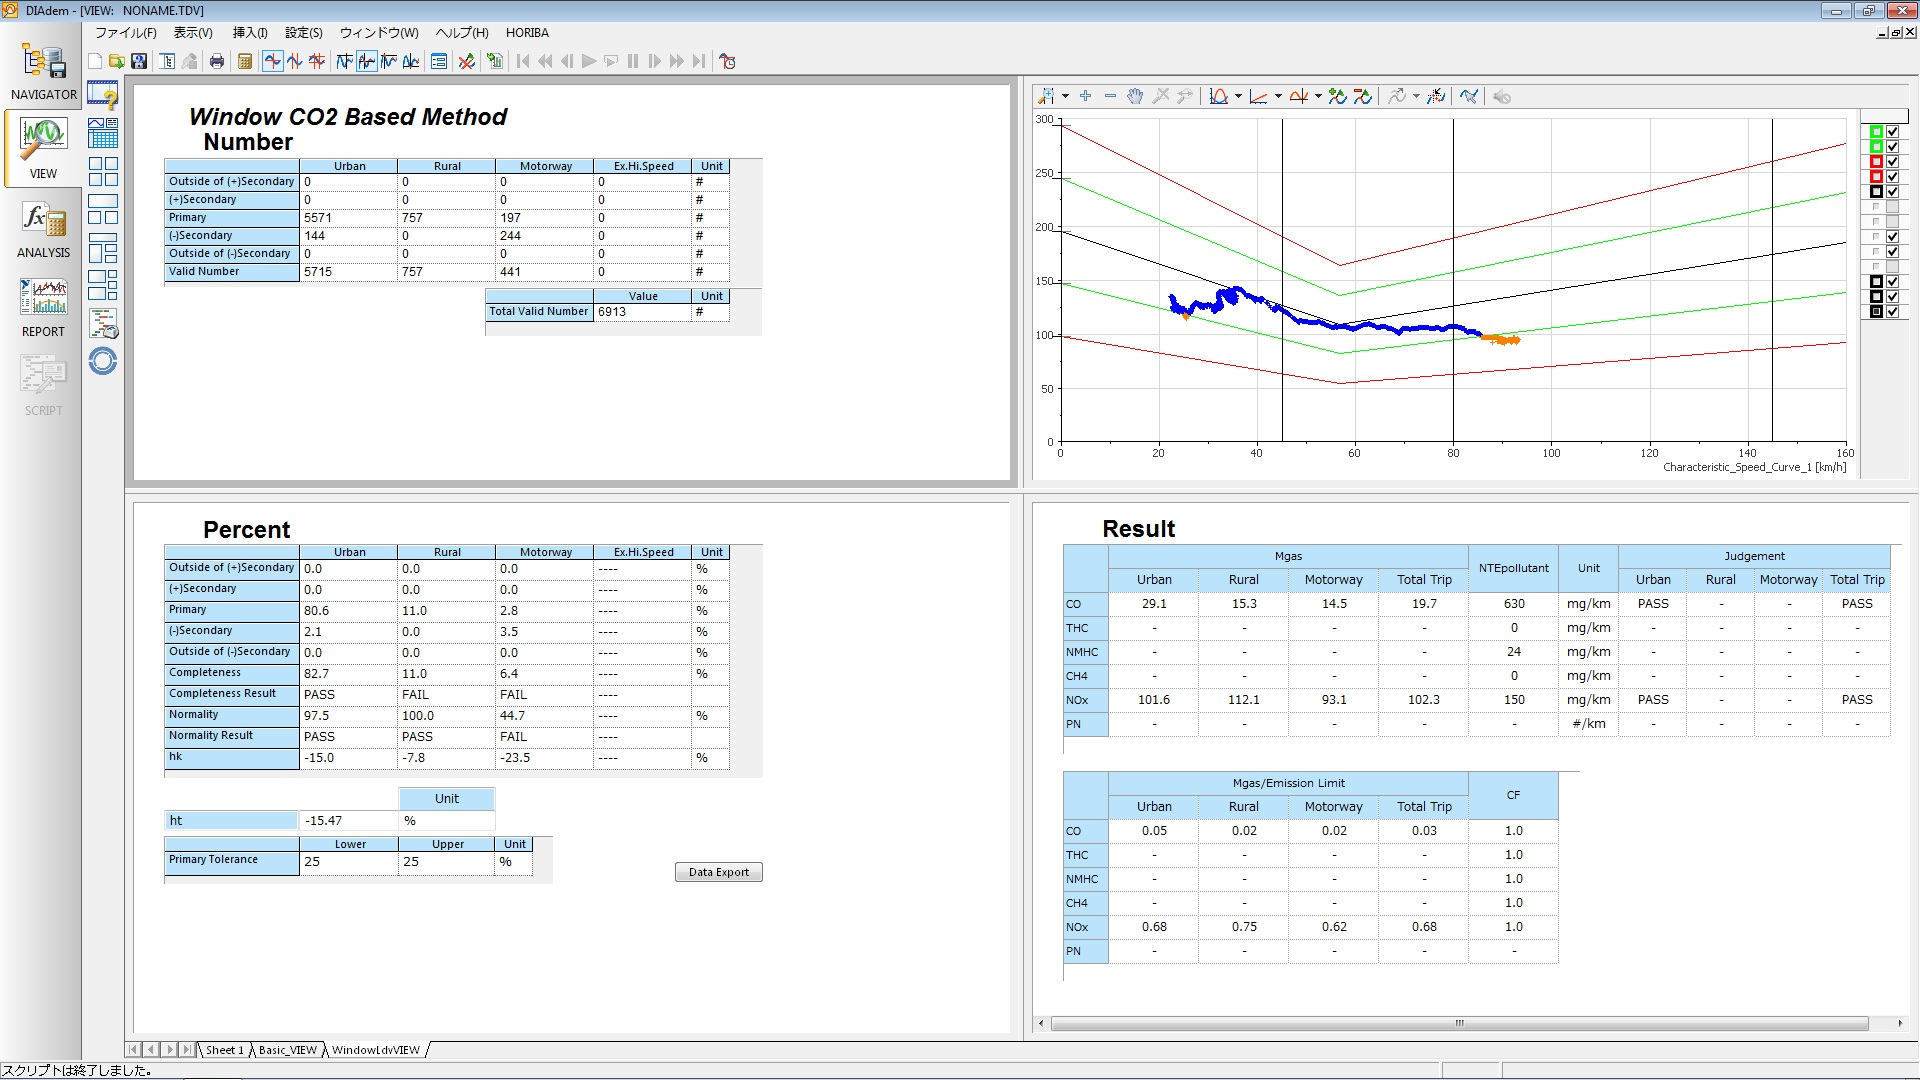 DIAdem - [VIEW: NONAME.TDV]
ファイル(F) 表示(V) 挿入(I) 設定(S) ウィンドウ(W) ヘルプ(H) HORIBA
NAVIGATOR
VIEW
ANALYSIS
REPORT
SCRIPT
Window CO2 Based Method
Number
Urban Rural Motorway Ex.Hi.Speed Unit
Outside of (+)Secondary 0 0 0 0 #
(+)Secondary 0 0 0 0 #
Primary 5571 757 197 0 #
(-)Secondary 144 0 244 0 #
Outside of (-)Secondary 0 0 0 0 #
Valid Number 5715 757 441 0 #
Value Unit
Total Valid Number 6913 #
300
250
200
150
100
50
0
0 20 40 60 80 100 120 140 160
Characteristic_Speed_Curve_1 [km/h]
Percent
Urban Rural Motorway Ex.Hi.Speed Unit
Outside of (+)Secondary 0.0 0.0 0.0 ---- %
(+)Secondary 0.0 0.0 0.0 ---- %
Primary 80.6 11.0 2.8 ---- %
(-)Secondary 2.1 0.0 3.5 ---- %
Outside of (-)Secondary 0.0 0.0 0.0 ---- %
Completeness 82.7 11.0 6.4 ---- %
Completeness Result PASS FAIL FAIL ----
Normality 97.5 100.0 44.7 ---- %
Normality Result PASS PASS FAIL ----
hk -15.0 -7.8 -23.5 ---- %
Unit
ht -15.47 %
Lower Upper Unit
Primary Tolerance 25 25 %
Data Export
Result
Mgas NTEpollutant Unit Judgement
Urban Rural Motorway Total Trip Urban Rural Motorway Total Trip
CO 29.1 15.3 14.5 19.7 630 mg/km PASS - - PASS
THC - - - - 0 mg/km - - - -
NMHC - - - - 24 mg/km - - - -
CH4 - - - - 0 mg/km - - - -
NOx 101.6 112.1 93.1 102.3 150 mg/km PASS - - PASS
PN - - - - - #/km - - - -
Mgas/Emission Limit CF
Urban Rural Motorway Total Trip
CO 0.05 0.02 0.02 0.03 1.0
THC - - - - 1.0
NMHC - - - - 1.0
CH4 - - - - 1.0
NOx 0.68 0.75 0.62 0.68 1.0
PN - - - - -
Sheet 1 Basic_VIEW WindowLdvVIEW
スクリプトは終了しました。